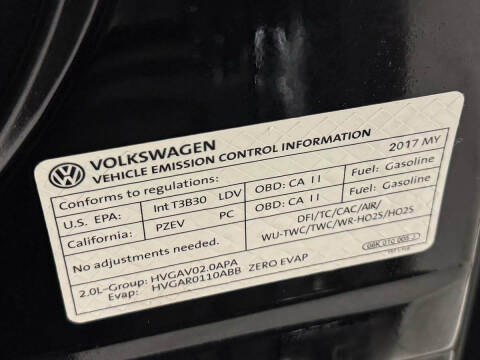 VOLKSWAGEN
VEHICLE EMISSION CONTROL INFORMATION 2017 MY
Conforms to regulations:
U.S. EPA: Int T3B30 LDV OBD: CA II Fuel: Gasoline
California: PZEV PC OBD: CA II Fuel: Gasoline
No adjustments needed. DFI/TC/CAC/AIR/
WU-TWC/TWC/WR-HO2S/HO2S
2.0L-Group: HVGAV02.0APA
Evap: HVGAR0110ABB ZERO EVAP